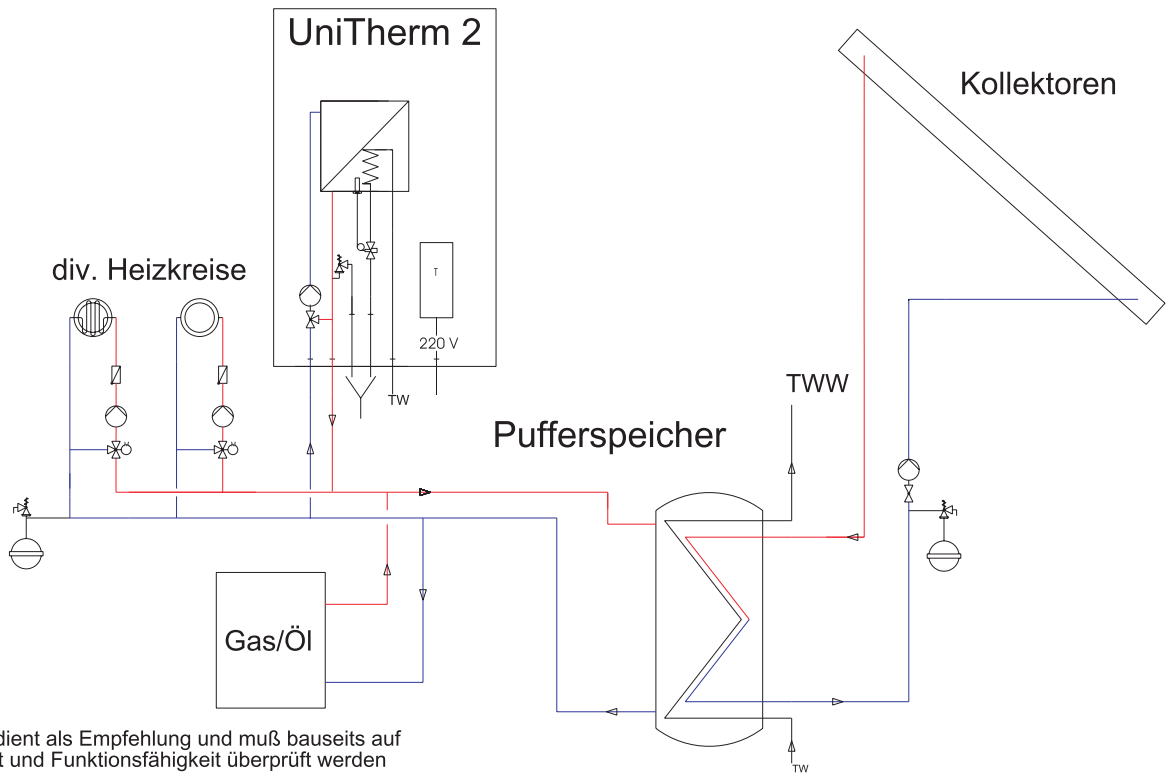 UniTherm 2
Kollektoren
div. Heizkreise
T
220 V
TW
TWW
Pufferspeicher
Gas/Öl
TW
dient als Empfehlung und muß bauseits auf
t und Funktionsfähigkeit überprüft werden